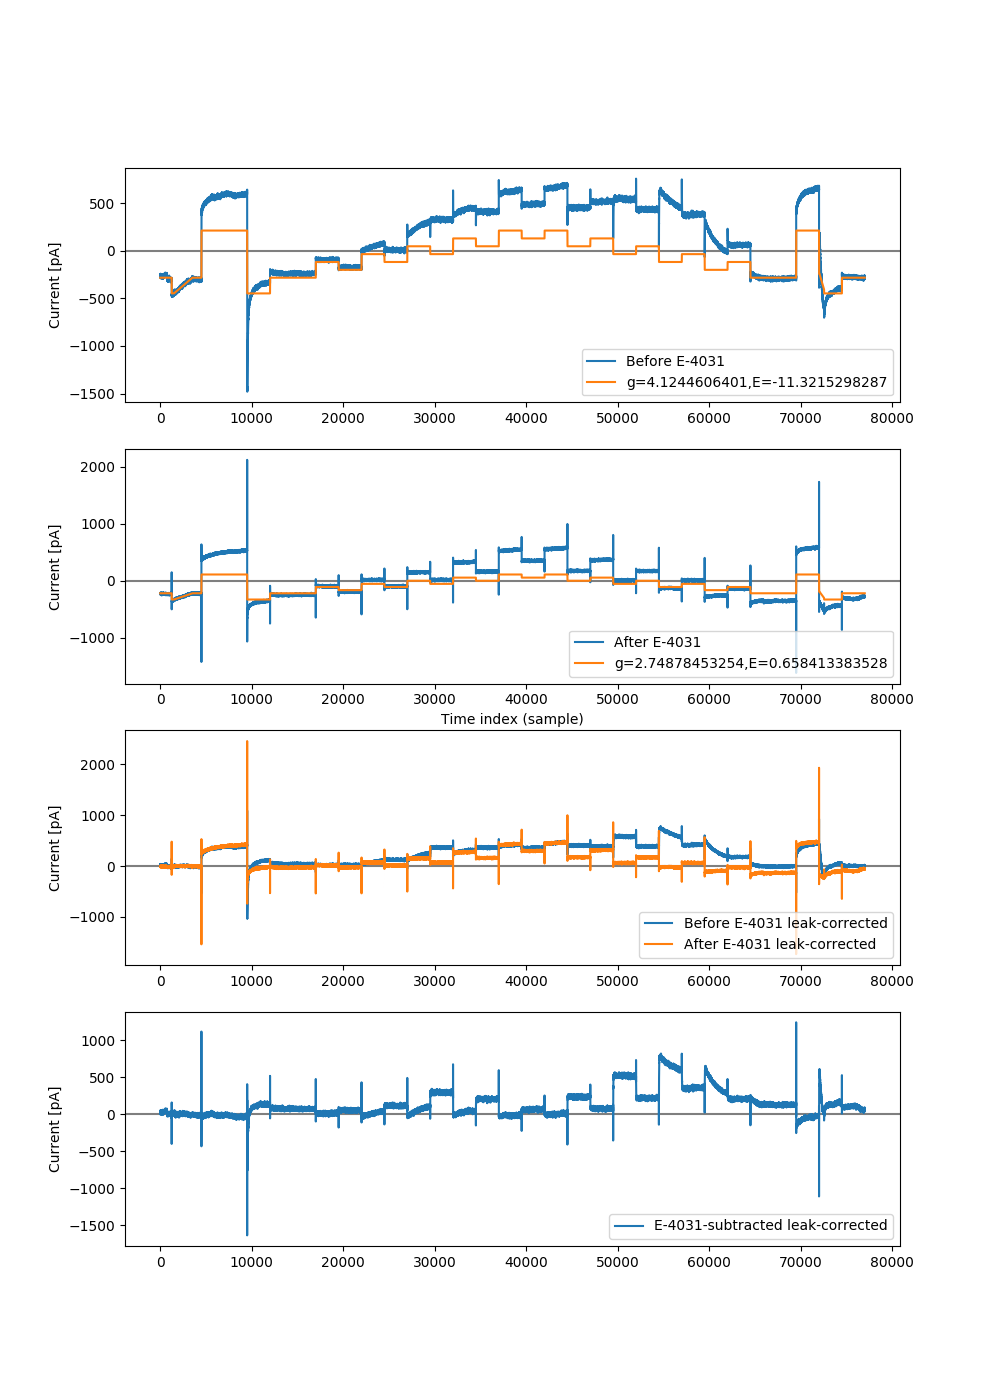 500
0
−500
−1000
−1500
Current [pA]
Before E-4031
g=4.1244606401,E=-11.3215298287
0 10000 20000 30000 40000 50000 60000 70000 80000
2000
1000
0
−1000
Current [pA]
After E-4031
g=2.74878453254,E=0.658413383528
0 10000 20000 30000 40000 50000 60000 70000 80000
Time index (sample)
2000
1000
0
−1000
Current [pA]
Before E-4031 leak-corrected
After E-4031 leak-corrected
0 10000 20000 30000 40000 50000 60000 70000 80000
1000
500
0
−500
−1000
−1500
Current [pA]
E-4031-subtracted leak-corrected
0 10000 20000 30000 40000 50000 60000 70000 80000